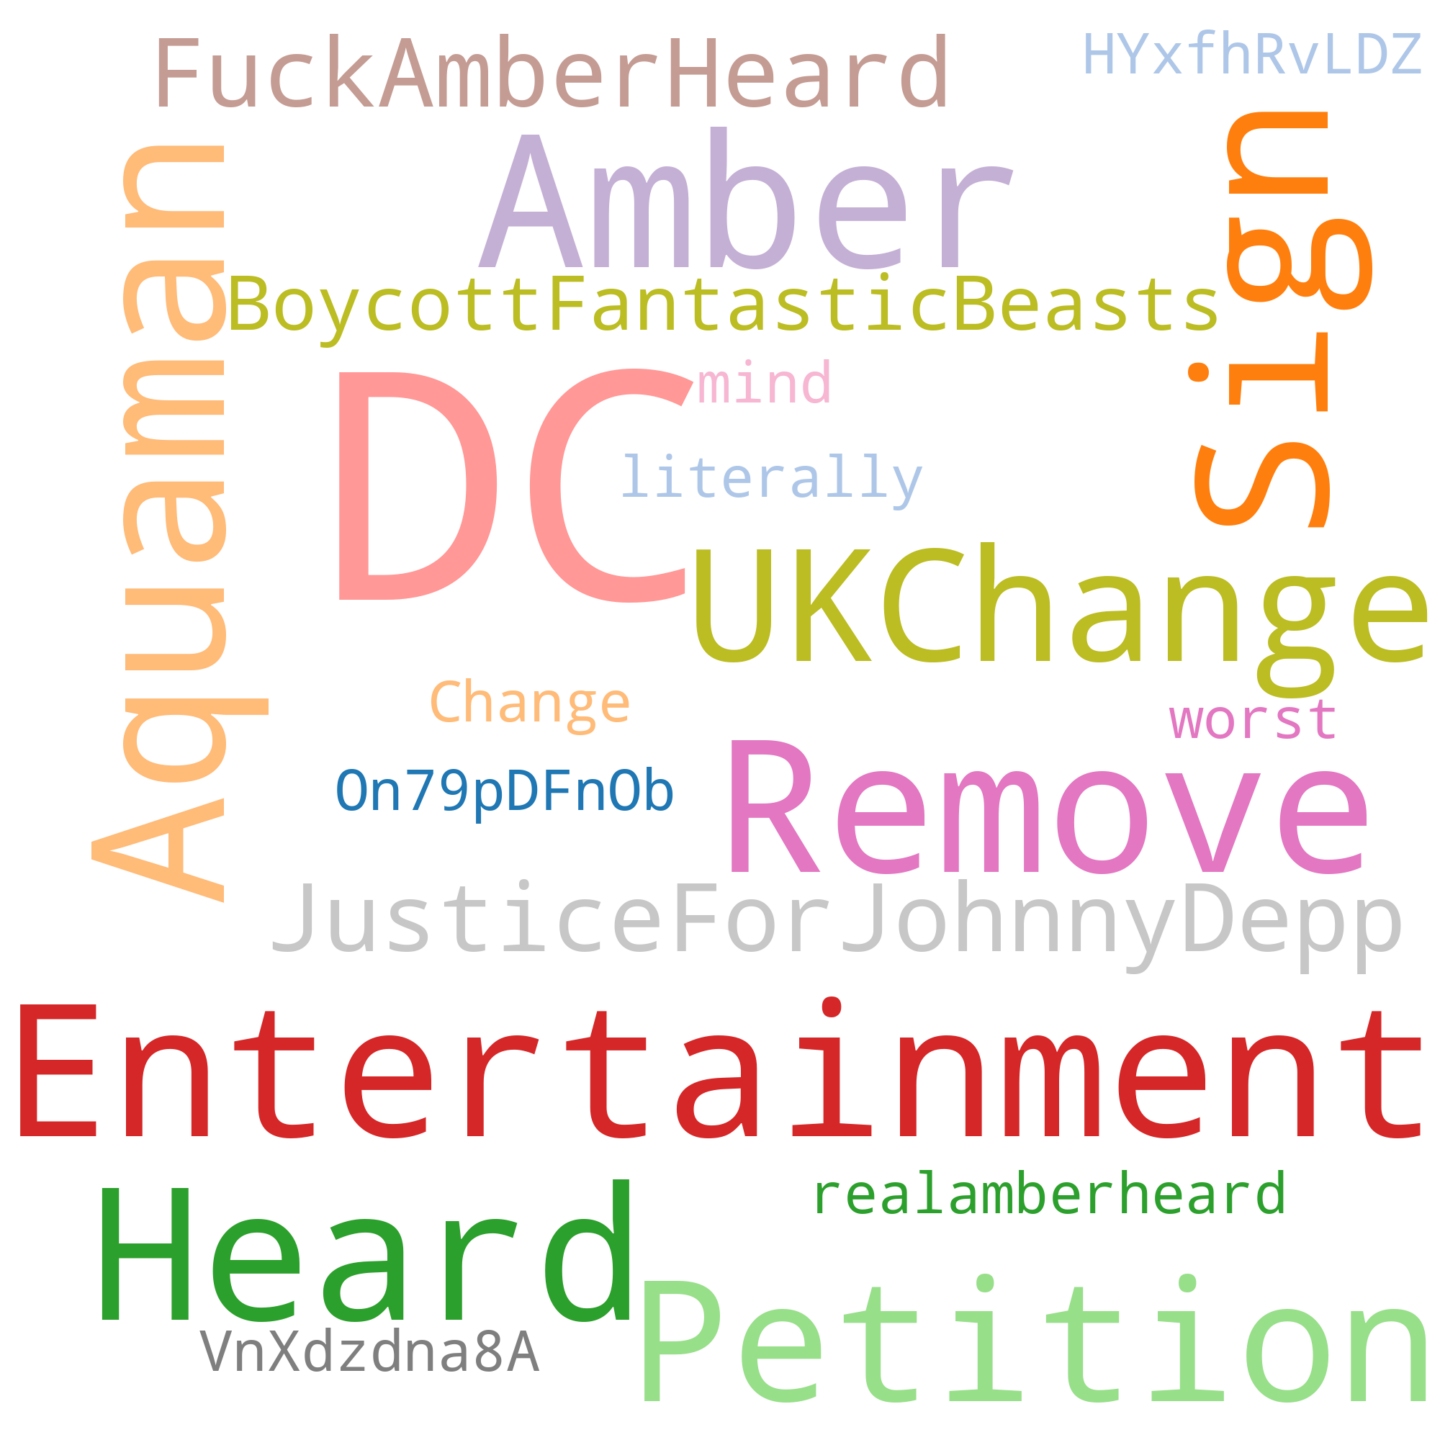 FuckAmberHeard
HYxfhRvLDZ
Amber
Sign
Aquaman
BoycottFantasticBeasts
DC
mind
literally
UKChange
Change
worst
On79pDFnOb
Remove
JusticeForJohnnyDepp
Entertainment
Heard
realamberheard
Petition
VnXdzdna8A